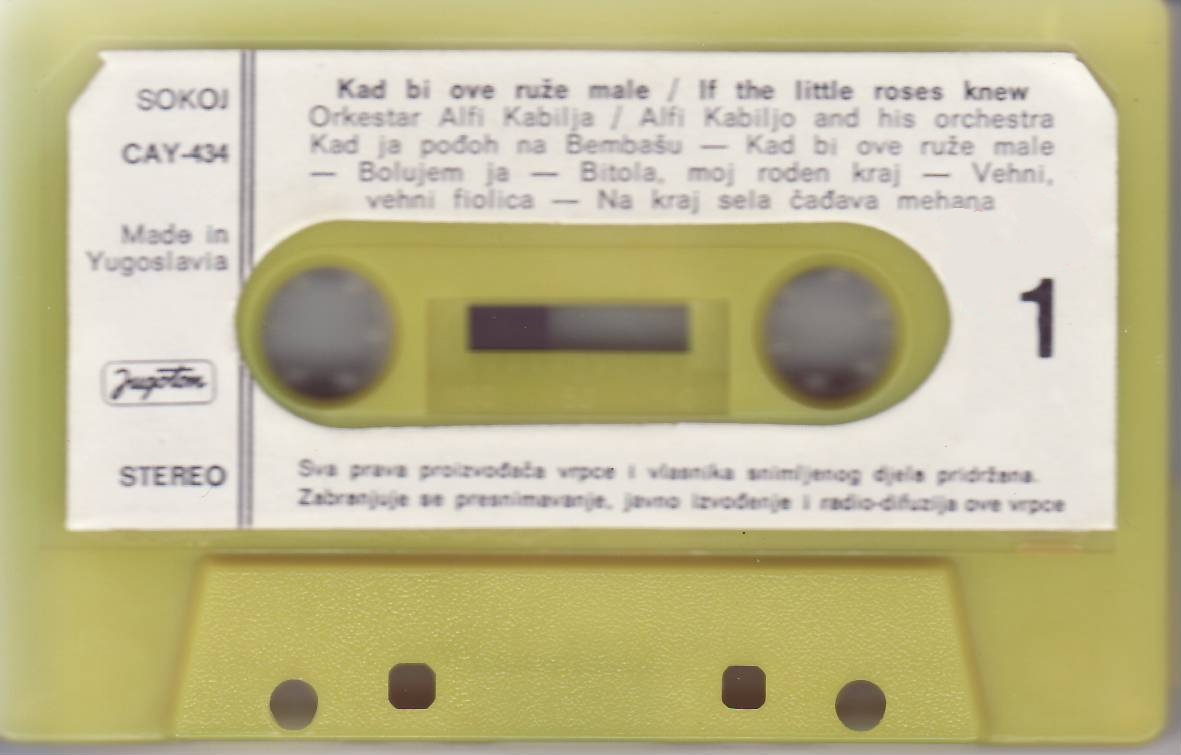 SOKOJ
CAY-434
Made in
Yugoslavia
Jugoton
STEREO
Kad bi ove ruže male / If the little roses knew
Orkestar Alfi Kabilja / Alfi Kabiljo and his orchestra
Kad ja pođoh na Bembašu — Kad bi ove ruže male
— Bolujem ja — Bitola, moj roden kraj — Vehni,
vehni fiolica — Na kraj sela čađava mehana
1
Sva prava proizvođača vrpce i vlasnika snimljenog djela pridržana.
Zabranjuje se presnimavanje, javno izvođenje i radio-difuzija ove vrpce